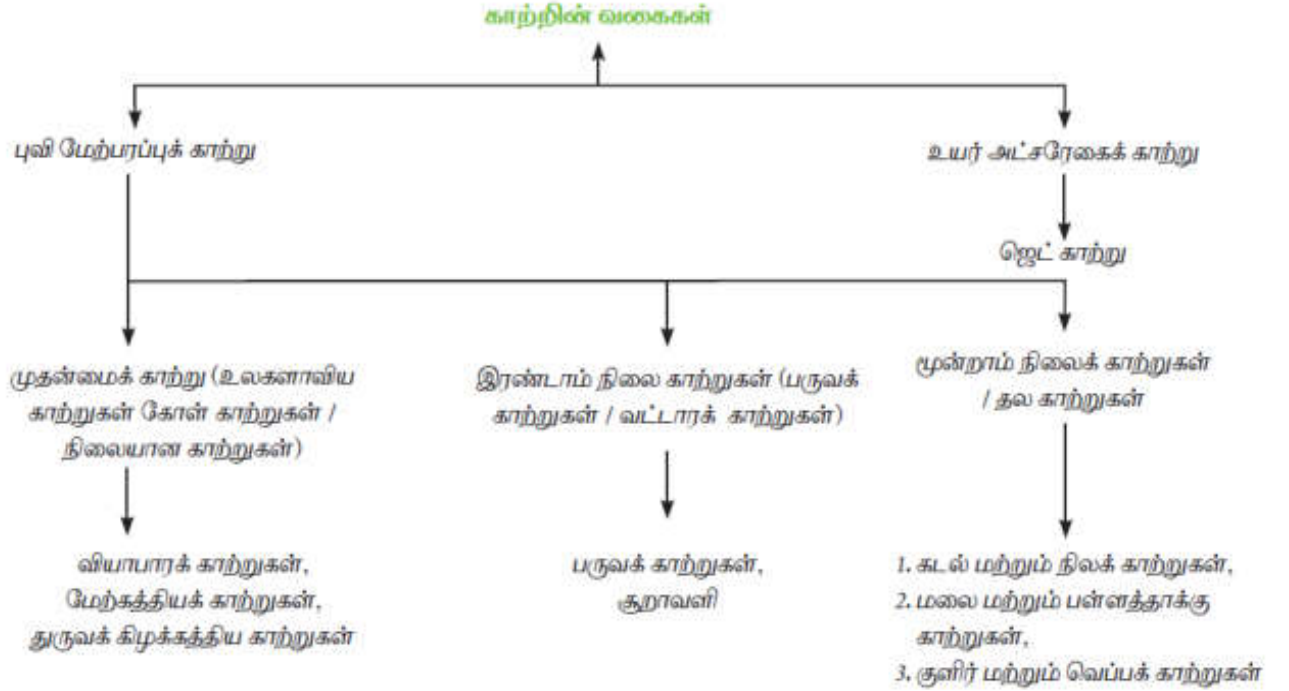 காற்றின் வகைகள்
புவி மேற்பரப்புக் காற்று
உயர் அட்சரேகைக் காற்று
ஜெட் காற்று
முதன்மைக் காற்று (உலகளாவிய
காற்றுகள் கோள் காற்றுகள் /
நிலையான காற்றுகள்)
இரண்டாம் நிலை காற்றுகள் (பருவக்
காற்றுகள் / வட்டாரக் காற்றுகள்)
மூன்றாம் நிலைக் காற்றுகள்
/ தல காற்றுகள்
வியாபாரக் காற்றுகள்,
மேற்கத்தியக் காற்றுகள்,
துருவக் கிழக்கத்திய காற்றுகள்
பருவக் காற்றுகள்,
சூறாவளி
1. கடல் மற்றும் நிலக் காற்றுகள்,
2. மலை மற்றும் பள்ளத்தாக்கு
காற்றுகள்,
3. குளிர் மற்றும் வெப்பக் காற்றுகள்